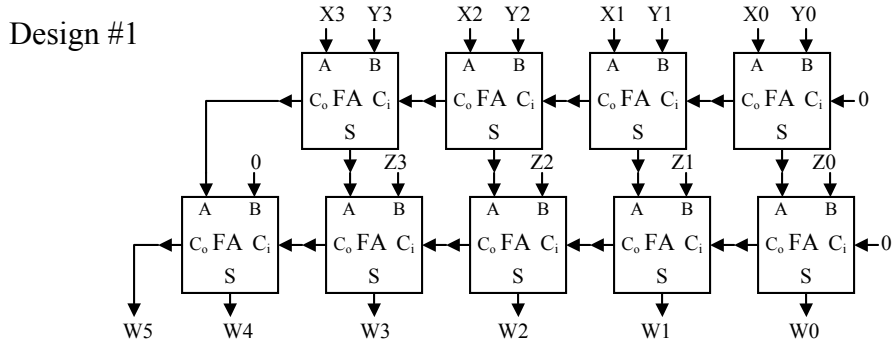 Design #1
X3 Y3 X2 Y2 X1 Y1 X0 Y0
A B A B A B A B
Co FA Ci Co FA Ci Co FA Ci Co FA Ci 0
S S S S
0 Z3 Z2 Z1 Z0
A B A B A B A B A B
Co FA Ci Co FA Ci Co FA Ci Co FA Ci Co FA Ci 0
S S S S S
W5 W4 W3 W2 W1 W0